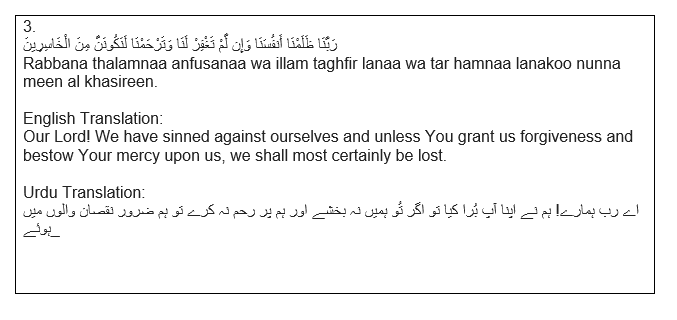 3.
رَبَّنَا ظَلَمْنَا أَنفُسَنَا وَإِن لَّمْ تَغْفِرْ لَنَا وَتَرْحَمْنَا لَنَكُونَنَّ مِنَ الْخَاسِرِينَ
Rabbana thalamnaa anfusanaa wa illam taghfir lanaa wa tar hamnaa lanakoo nunna
meen al khasireen.
English Translation:
Our Lord! We have sinned against ourselves and unless You grant us forgiveness and
bestow Your mercy upon us, we shall most certainly be lost.
Urdu Translation:
اے رب ہمارے! ہم نے اپنا آپ بُرا کیا تو اگر تُو ہمیں نہ بخشے اور ہم پر رحم نہ کرے تو ہم ضرور نقصان والوں میں
ہوئے_